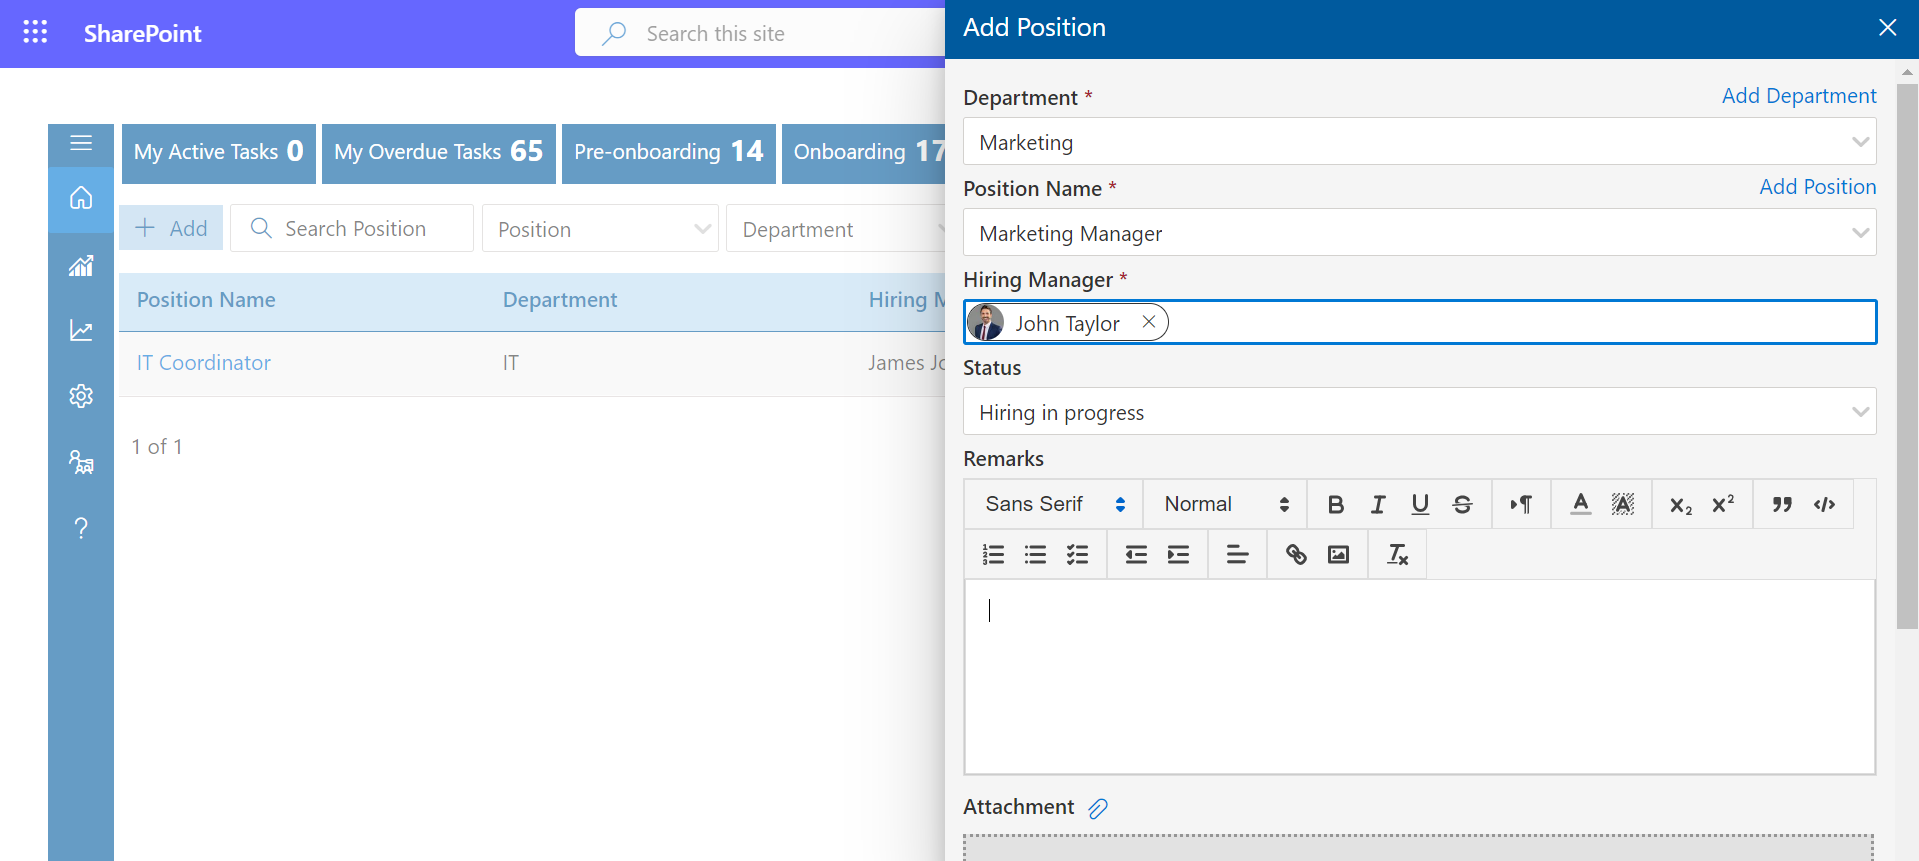 SharePoint
Search this site
Add Position
Department *
Add Department
Marketing
My Active Tasks 0
My Overdue Tasks 65
Pre-onboarding 14
Onboarding 17
Position Name *
Add Position
Marketing Manager
Add
Search Position
Position
Department
Hiring Manager *
John Taylor
Position Name
Department
Hiring M
Status
IT Coordinator
IT
James Jo
Hiring in progress
1 of 1
Remarks
Sans Serif
Normal
Attachment